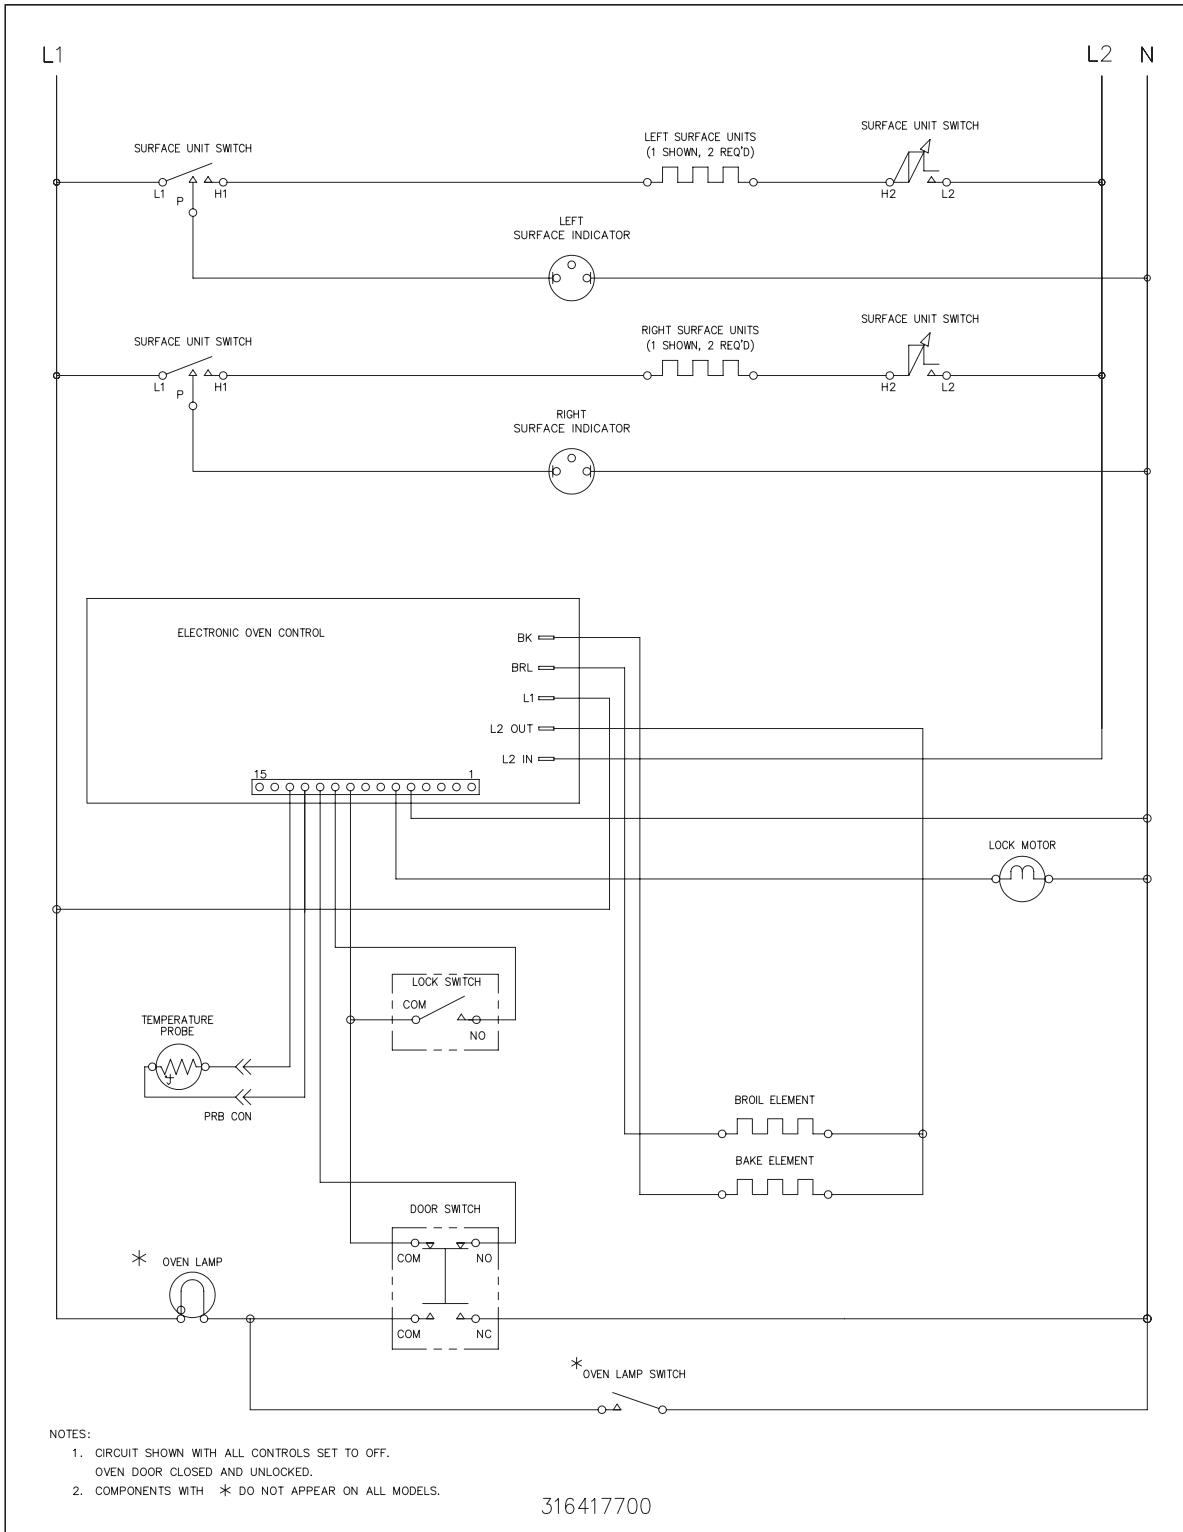 L1
L2 N
SURFACE UNIT SWITCH
LEFT SURFACE UNITS
(1 SHOWN, 2 REQ'D)
SURFACE UNIT SWITCH
L1
P
H1
H2
L2
LEFT
SURFACE INDICATOR
SURFACE UNIT SWITCH
RIGHT SURFACE UNITS
(1 SHOWN, 2 REQ'D)
SURFACE UNIT SWITCH
L1
P
H1
H2
L2
RIGHT
SURFACE INDICATOR
ELECTRONIC OVEN CONTROL
BK
BRL
L1
L2 OUT
L2 IN
15
1
LOCK MOTOR
LOCK SWITCH
COM
NO
TEMPERATURE
PROBE
PRB CON
BROIL ELEMENT
BAKE ELEMENT
DOOR SWITCH
COM
NO
* OVEN LAMP
COM
NC
* OVEN LAMP SWITCH
NOTES:
1. CIRCUIT SHOWN WITH ALL CONTROLS SET TO OFF.
OVEN DOOR CLOSED AND UNLOCKED.
2. COMPONENTS WITH * DO NOT APPEAR ON ALL MODELS.
316417700